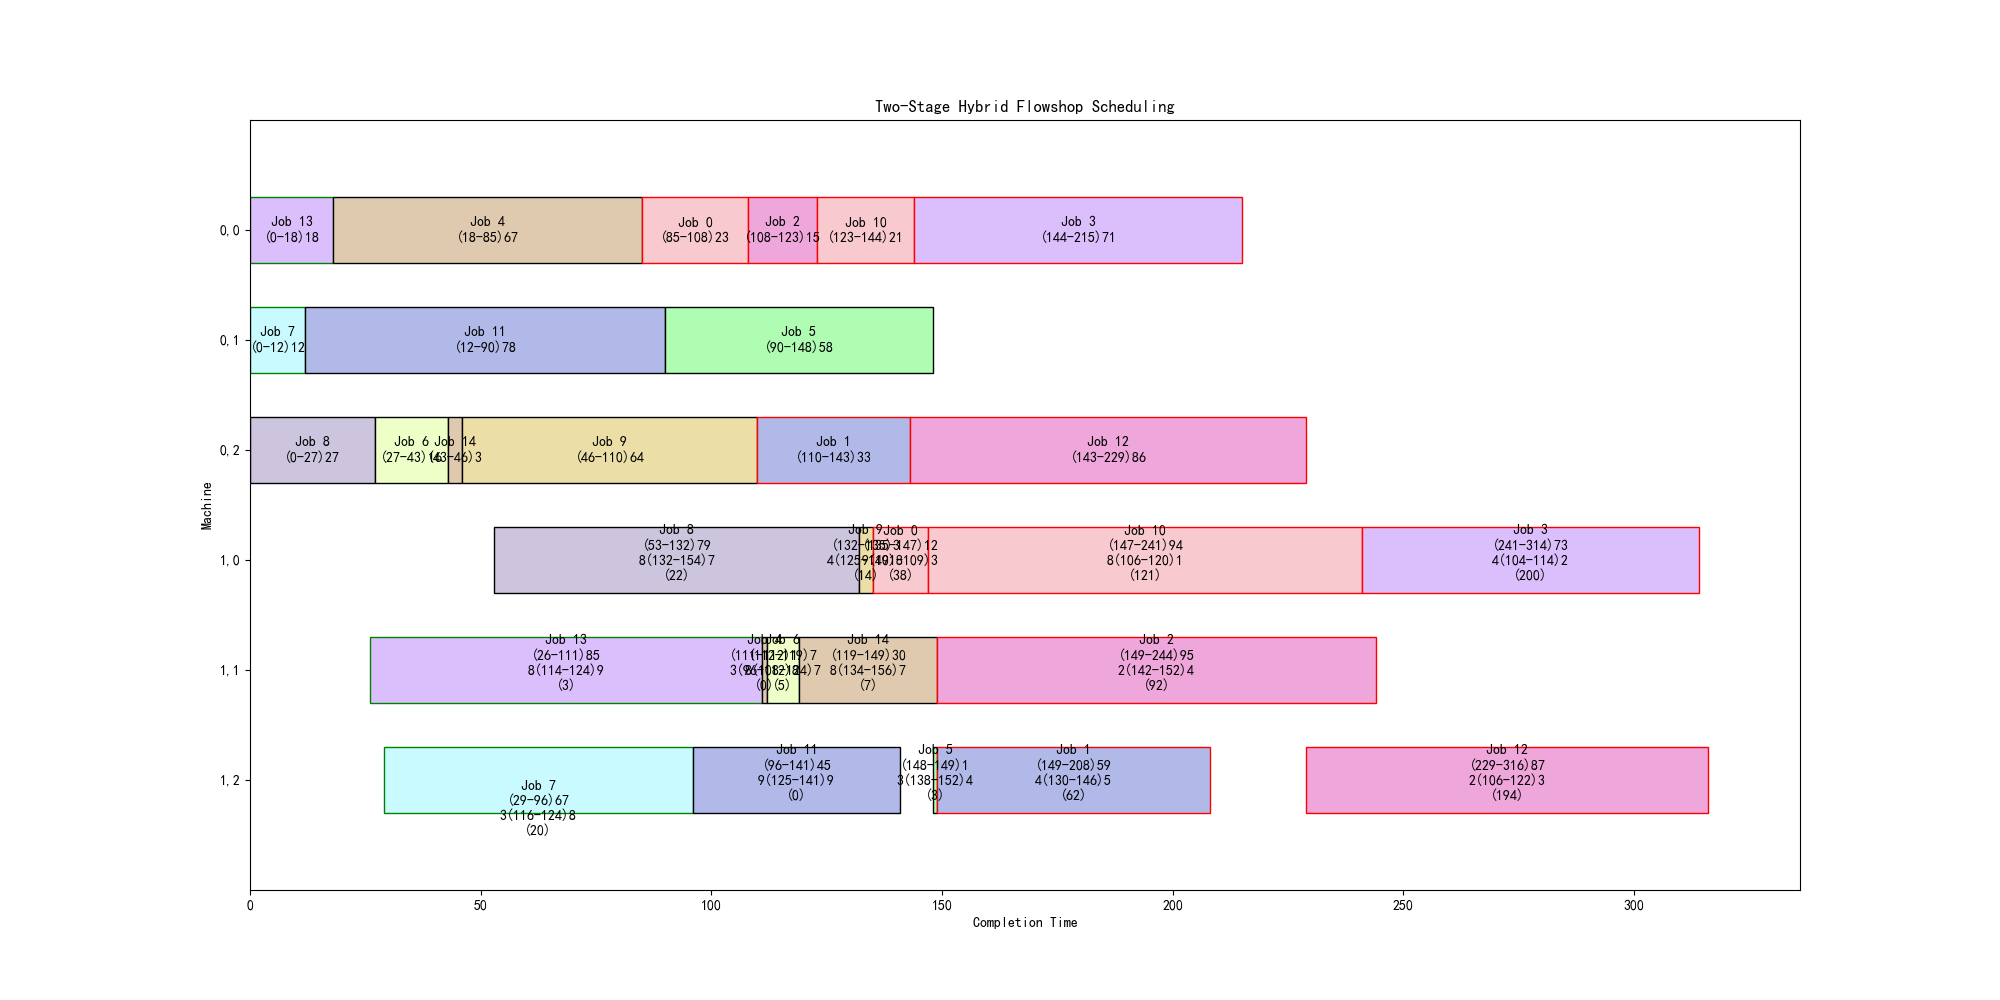 Two-Stage Hybrid Flowshop Scheduling
0,0
Job 13
(0-18)18
Job 4
(18-85)67
Job 0
(85-108)23
Job 2
(108-123)15
Job 10
(123-144)21
Job 3
(144-215)71
0,1
Job 7
(0-12)12
Job 11
(12-90)78
Job 5
(90-148)58
0,2
Job 8
(0-27)27
Job 6
(27-43)16
Job 14
(43-46)3
Job 9
(46-110)64
Job 1
(110-143)33
Job 12
(143-229)86
Machine
1,0
Job 8
(53-132)79
8(132-154)7
(22)
Job 9
(132-135)3
(14)
Job 0
(135-147)12
(38)
Job 10
(147-241)94
8(106-120)1
(121)
Job 3
(241-314)73
4(104-114)2
(200)
1,1
Job 13
(26-111)85
8(114-124)9
(3)
Job 4
(111-112)1
(0)
Job 6
(112-119)7
(5)
Job 14
(119-149)30
8(134-156)7
(7)
Job 2
(149-244)95
2(142-152)4
(92)
1,2
Job 7
(29-96)67
3(116-124)8
(20)
Job 11
(96-141)45
9(125-141)9
(0)
Job 5
(148-149)1
3(138-152)4
(3)
Job 1
(149-208)59
4(130-146)5
(62)
Job 12
(229-316)87
2(106-122)3
(194)
0
50
100
150
200
250
300
Completion Time